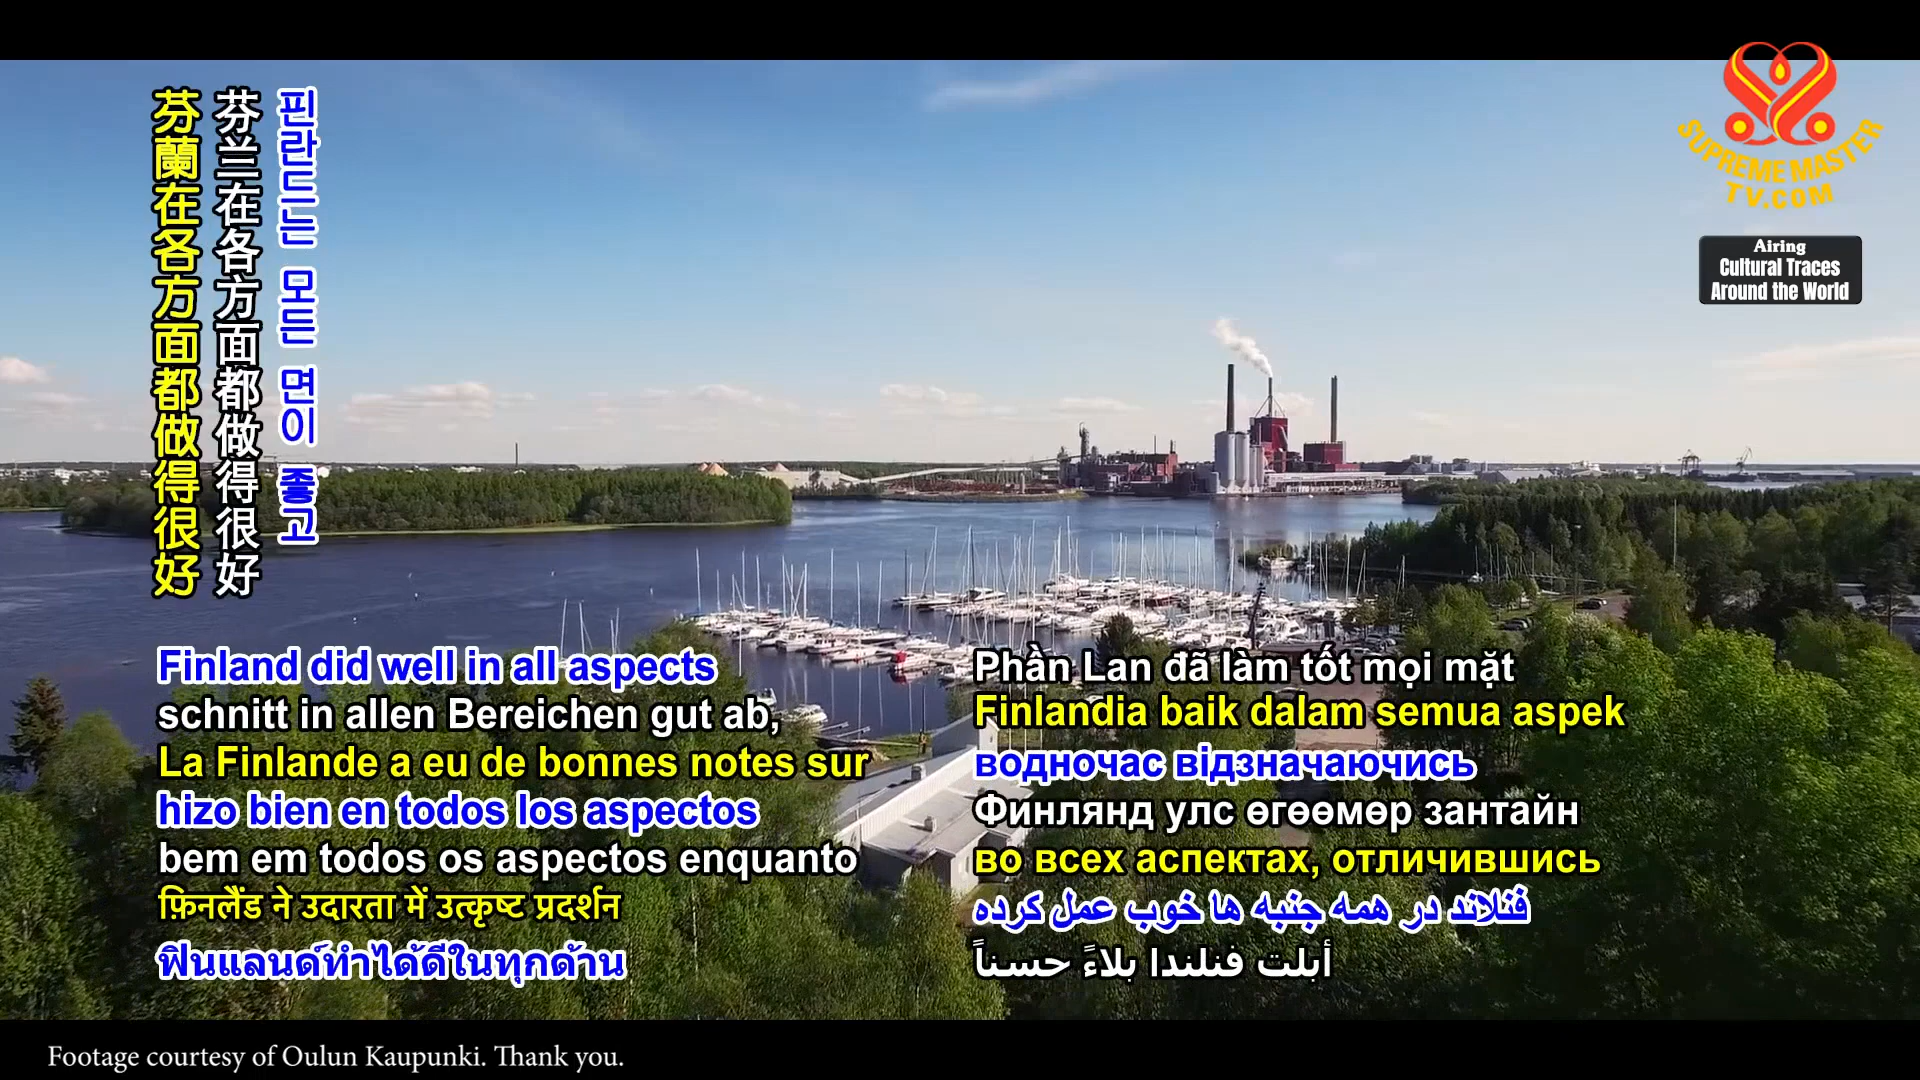 芬蘭在各方面都做得很好
芬兰在各方面都做得很好
핀란드는 모든 면이 좋고
SUPREME MASTER
TV.COM
Airing
Cultural Traces
Around the World
Finland did well in all aspects
schnitt in allen Bereichen gut ab,
La Finlande a eu de bonnes notes sur
hizo bien en todos los aspectos
bem em todos os aspectos enquanto
फ़िनलैंड ने उदारता में उत्कृष्ट प्रदर्शन
ฟินแลนด์ทำได้ดีในทุกด้าน
Phần Lan đã làm tốt mọi mặt
Finlandia baik dalam semua aspek
водночас відзначаючись
Финлянд улс өгөөмөр зантайн
во всех аспектах, отличившись
فنلاند در همه جنبه ها خوب عمل کرده
أبلت فنلندا بلاءً حسناً
Footage courtesy of Oulun Kaupunki. Thank you.